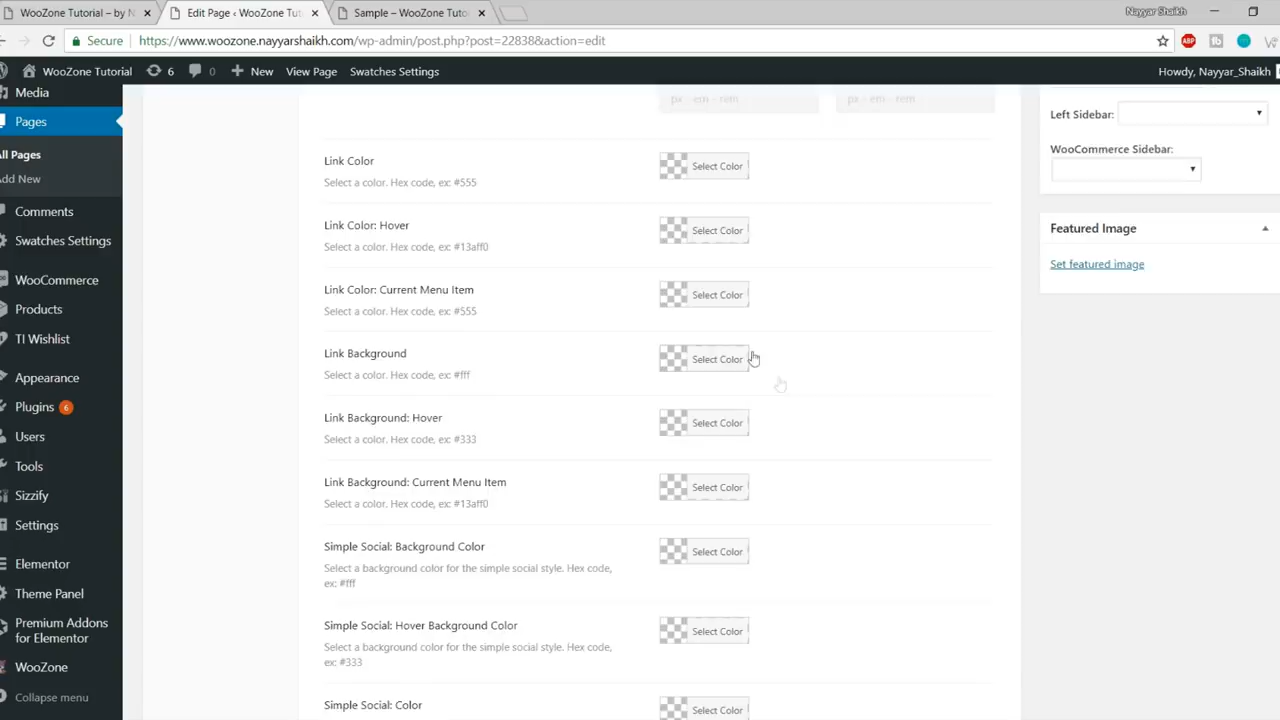 WooZone Tutorial – by N
Edit Page ‹ WooZone Tuto
Sample – WooZone Tuto
Nayyar Shaikh
Secure
https://www.woozone.nayyarshaikh.com/wp-admin/post.php?post=22838&action=edit
ABP
WooZone Tutorial
6
0
New
View Page
Swatches Settings
Howdy, Nayyar_Shaikh
Media
Pages
All Pages
Add New
Comments
Swatches Settings
WooCommerce
Products
TI Wishlist
Appearance
Plugins 6
Users
Tools
Sizzify
Settings
Elementor
Theme Panel
Premium Addons
for Elementor
WooZone
Collapse menu
px - em - rem
px - em - rem
Link Color
Select Color
Select a color. Hex code, ex: #555
Link Color: Hover
Select Color
Select a color. Hex code, ex: #13aff0
Link Color: Current Menu Item
Select Color
Select a color. Hex code, ex: #555
Link Background
Select Color
Select a color. Hex code, ex: #fff
Link Background: Hover
Select Color
Select a color. Hex code, ex: #333
Link Background: Current Menu Item
Select Color
Select a color. Hex code, ex: #13aff0
Simple Social: Background Color
Select Color
Select a background color for the simple social style. Hex code,
ex: #fff
Simple Social: Hover Background Color
Select Color
Select a background color for the simple social style. Hex code,
ex: #333
Simple Social: Color
Select Color
Left Sidebar:
WooCommerce Sidebar:
Featured Image
Set featured image